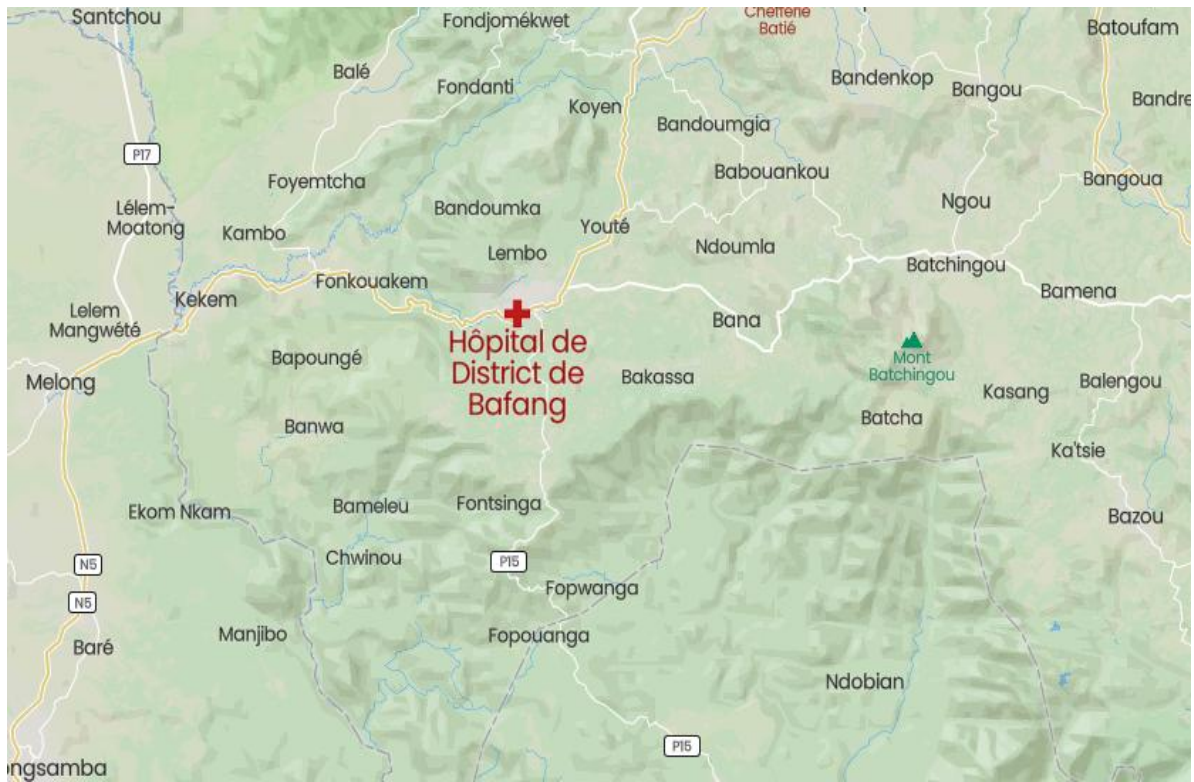 Santchou
Fondjomékwet
Chefferie
Batié
Batoufam
Balé
Fondanti
Koyen
Bandenkop
Bangou
Bandre
Bandoumgia
P17
Foyemtcha
Babouankou
Bangoua
Lélem-
Moatong
Bandoumka
Ngou
Kambo
Youté
Lembo
Ndoumla
Batchingou
Fonkouakem
Kekem
Bamena
Lelem
Mangwété
Bana
Hôpital de
District de
Bafang
Bapoungé
Mont
Batchingou
Melong
Bakassa
Kasang
Balengou
Banwa
Batcha
Ka'tsie
Ekom Nkam
Bameleü
Fontsinga
Bazou
Chwinou
P15
N5
Fopwanga
N5
Manjibo
Fopouanga
Baré
Ndobian
P15
ongsamba